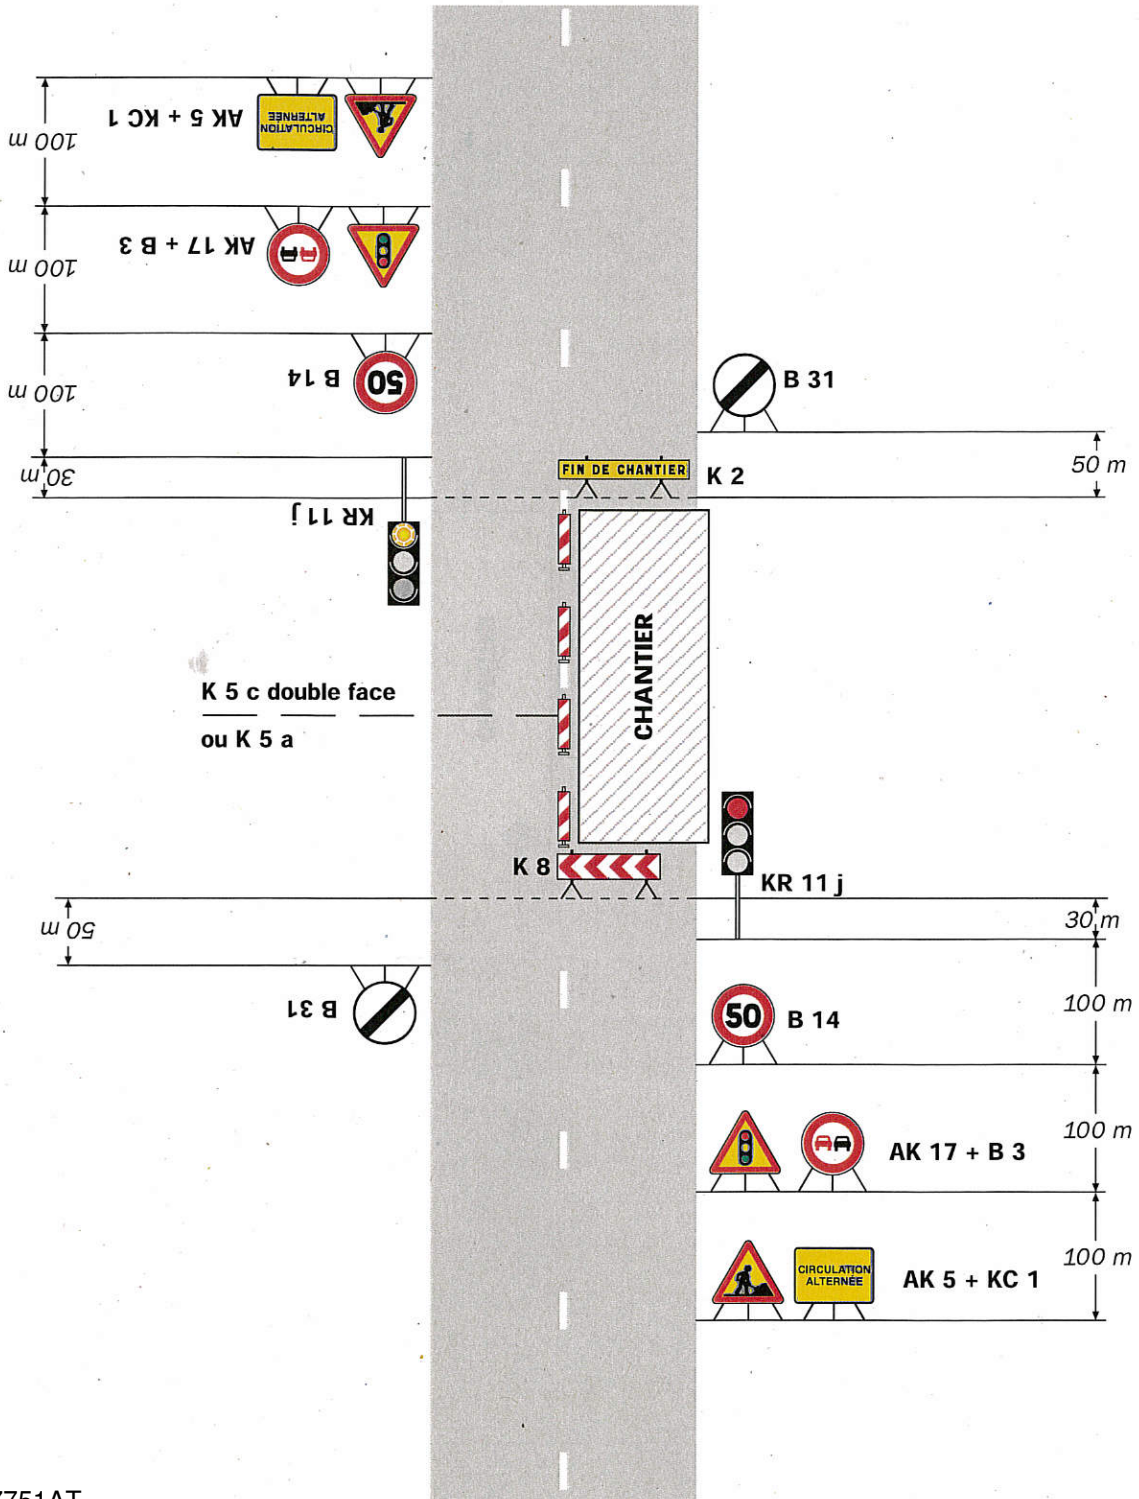 100 m
AK 5 + KC 1
CIRCULATION
ALTERNÉE
100 m
AK 17 + B 3
100 m
B 14
50
B 31
30 m
KR 11 j
FIN DE CHANTIER
K 2
50 m
CHANTIER
K 5 c double face
ou K 5 a
K 8
KR 11 j
50 m
30 m
B 31
50
B 14
100 m
AK 17 + B 3
100 m
CIRCULATION
ALTERNÉE
AK 5 + KC 1
100 m
7751AT